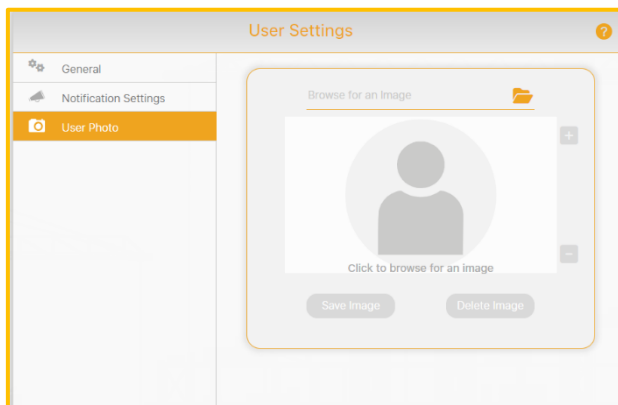 User Settings
?
General
Notification Settings
User Photo
Browse for an Image
+
-
Click to browse for an image
Save Image
Delete Image